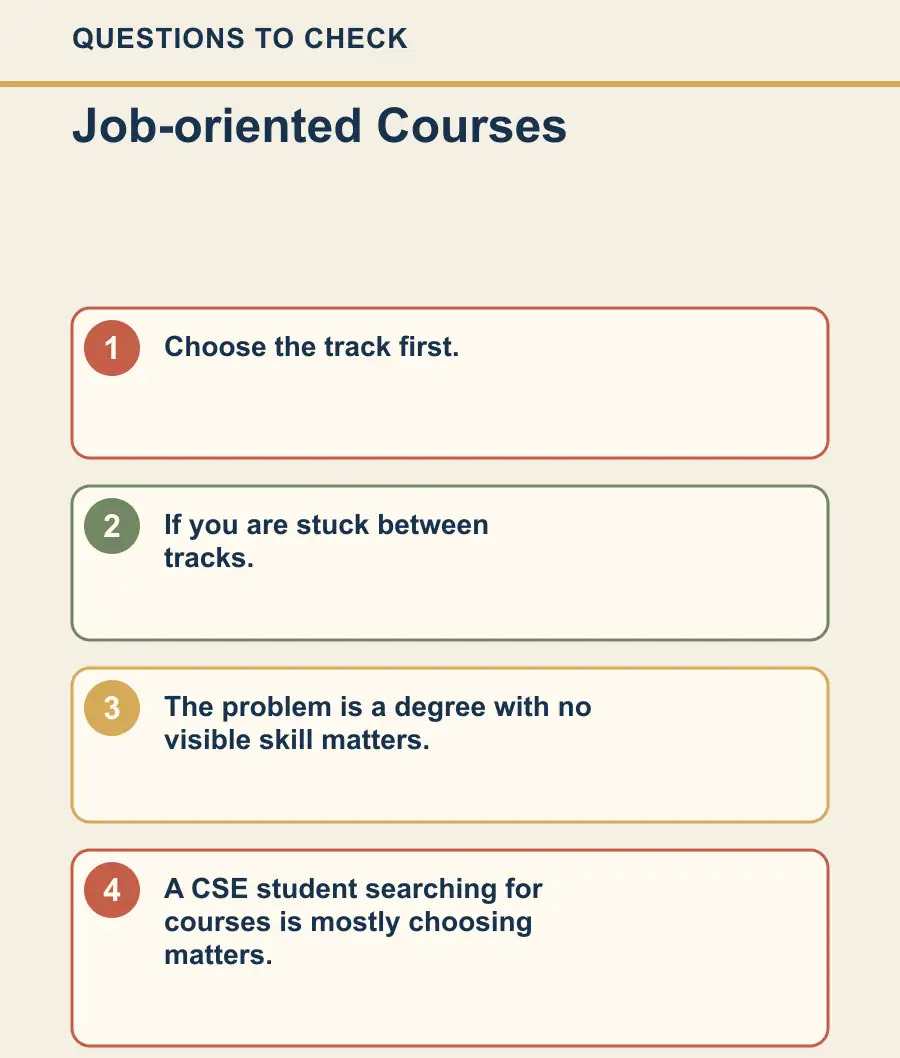 QUESTIONS TO CHECK
Job-oriented Courses
1
Choose the track first.
2
If you are stuck between
tracks.
3
The problem is a degree with no
visible skill matters.
4
A CSE student searching for
courses is mostly choosing
matters.